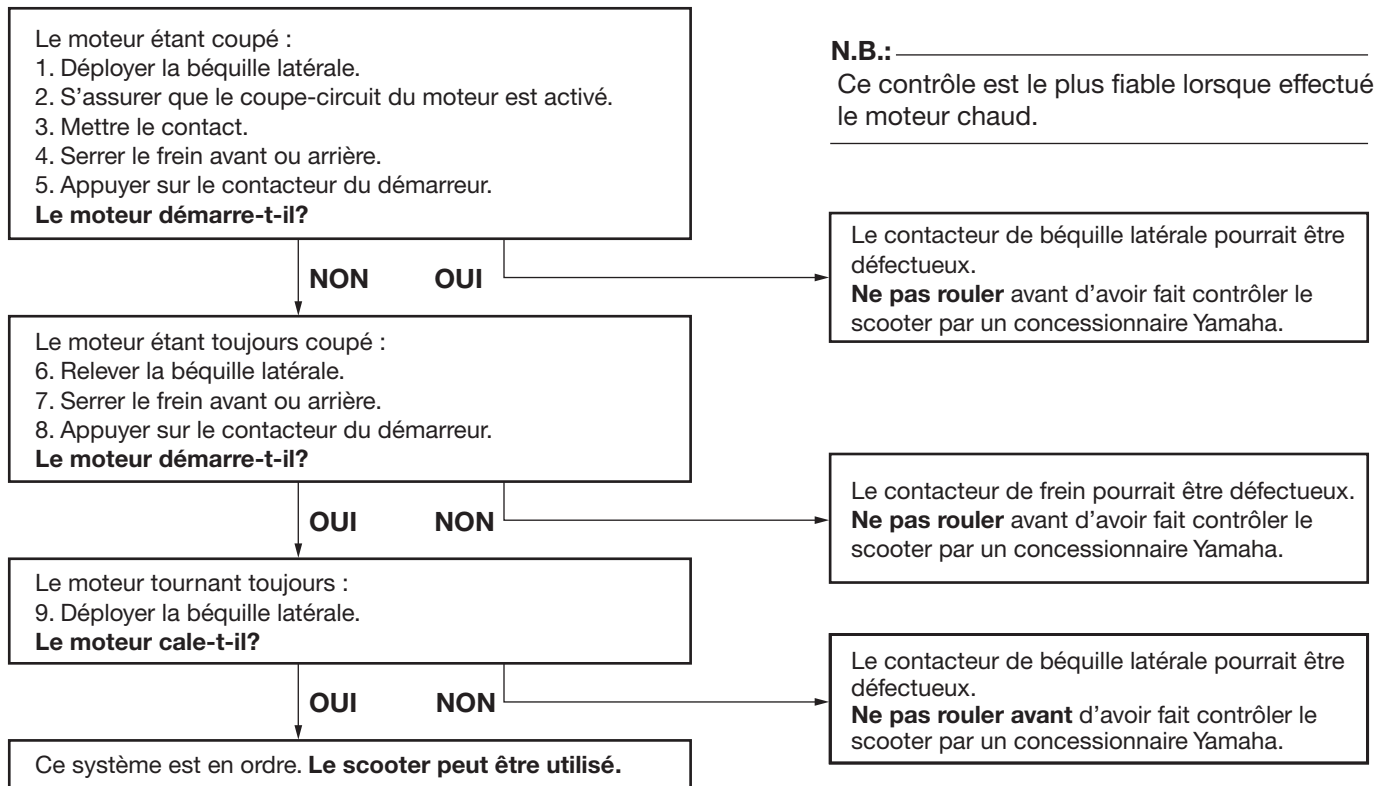 Le moteur étant coupé :
1. Déployer la béquille latérale.
2. S'assurer que le coupe-circuit du moteur est activé.
3. Mettre le contact.
4. Serrer le frein avant ou arrière.
5. Appuyer sur le contacteur du démarreur.
Le moteur démarre-t-il?
N.B.:
Ce contrôle est le plus fiable lorsque effectué
le moteur chaud.
NON OUI
Le contacteur de béquille latérale pourrait être
défectueux.
Ne pas rouler avant d'avoir fait contrôler le
scooter par un concessionnaire Yamaha.
Le moteur étant toujours coupé :
6. Relever la béquille latérale.
7. Serrer le frein avant ou arrière.
8. Appuyer sur le contacteur du démarreur.
Le moteur démarre-t-il?
OUI NON
Le contacteur de frein pourrait être défectueux.
Ne pas rouler avant d'avoir fait contrôler le
scooter par un concessionnaire Yamaha.
Le moteur tournant toujours :
9. Déployer la béquille latérale.
Le moteur cale-t-il?
OUI NON
Le contacteur de béquille latérale pourrait être
défectueux.
Ne pas rouler avant d'avoir fait contrôler le
scooter par un concessionnaire Yamaha.
Ce système est en ordre. Le scooter peut être utilisé.